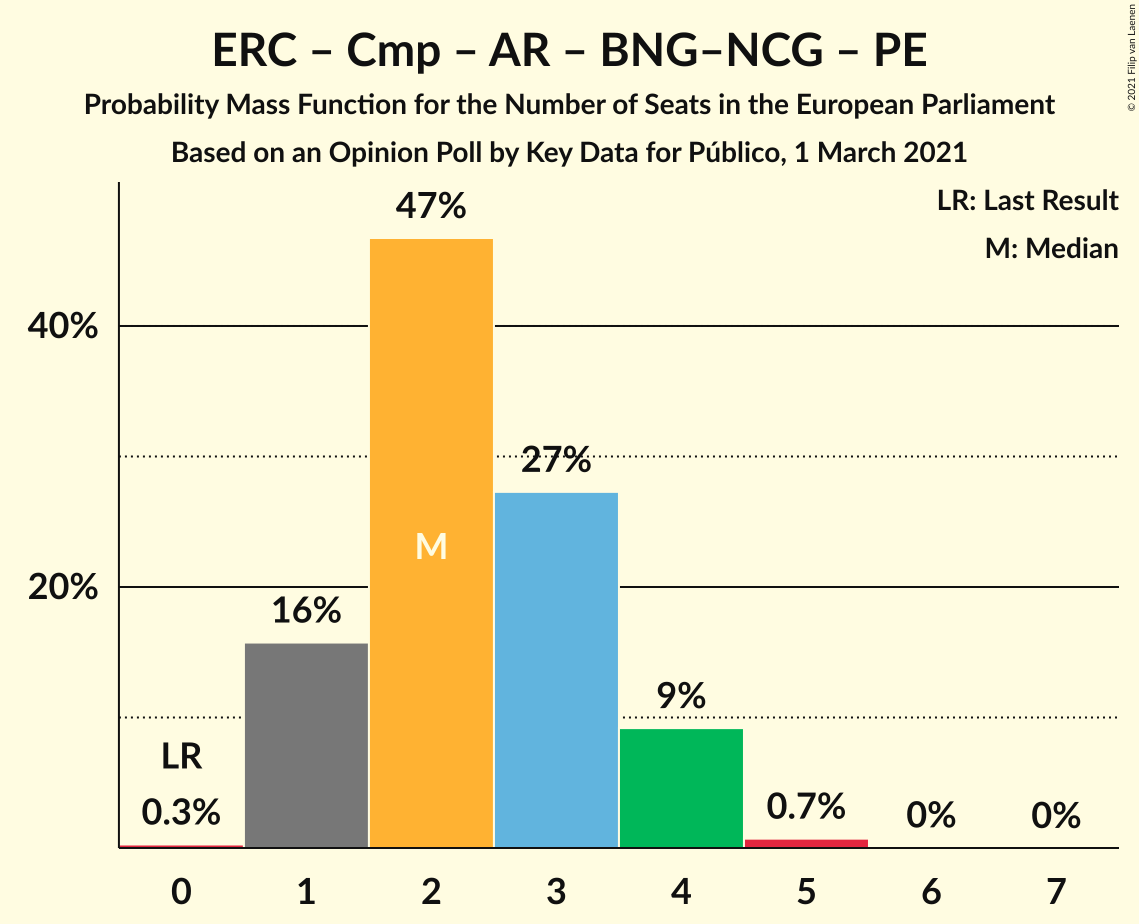 ERC – Cmp – AR – BNG–NCG – PE
Probability Mass Function for the Number of Seats in the European Parliament
Based on an Opinion Poll by Key Data for Público, 1 March 2021
© 2021 Filip van Laenen
LR: Last Result
M: Median
47%
40%
27%
M
20%
16%
9%
LR
0.3%
0.7%
0%
0%
0 1 2 3 4 5 6 7